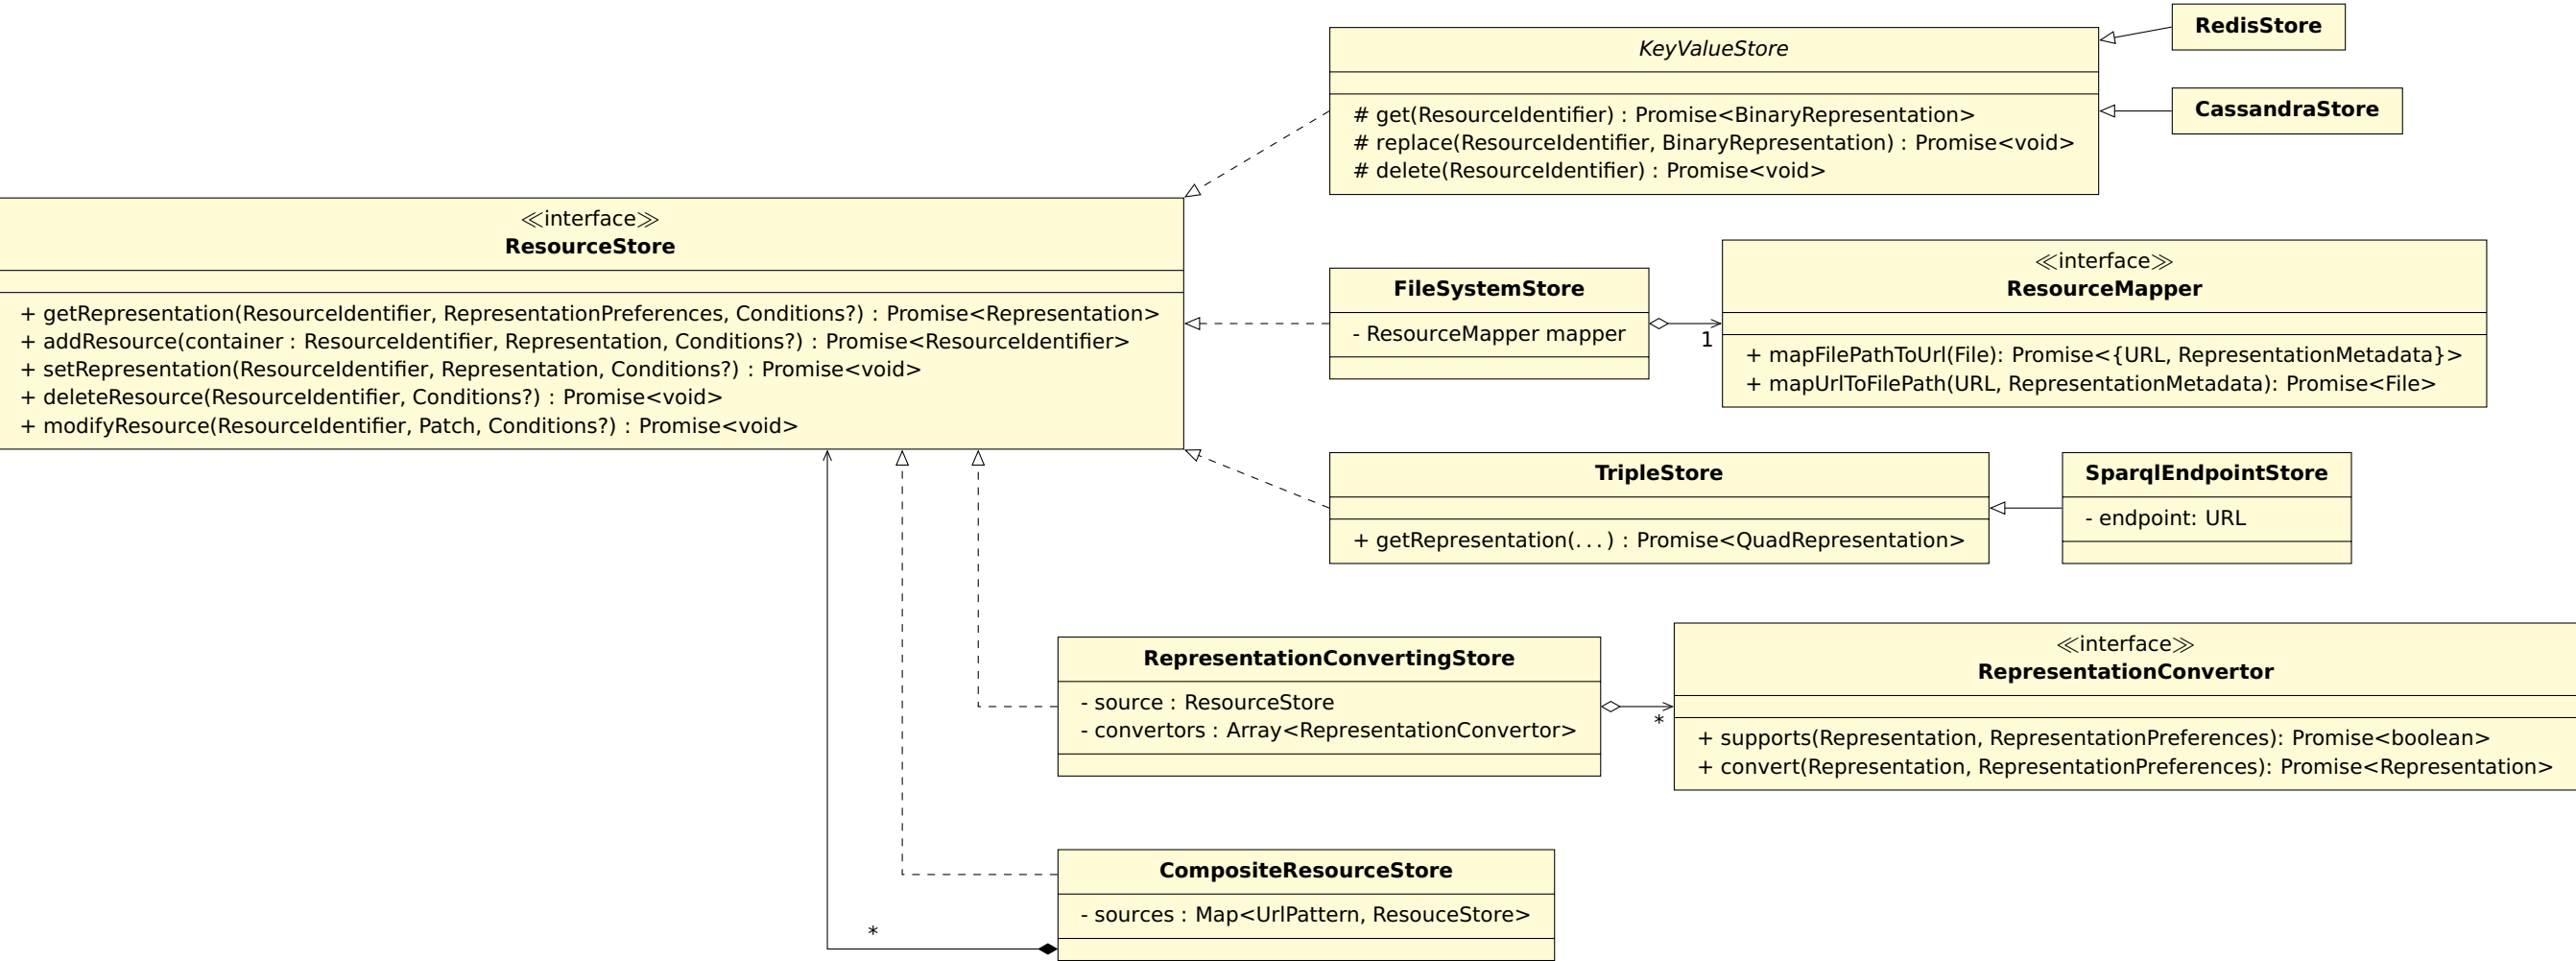 RedisStore
KeyValueStore
# get(ResourceIdentifier) : Promise<BinaryRepresentation>
# replace(ResourceIdentifier, BinaryRepresentation) : Promise<void>
# delete(ResourceIdentifier) : Promise<void>
CassandraStore
≪interface≫
ResourceStore
+ getRepresentation(ResourceIdentifier, RepresentationPreferences, Conditions?) : Promise<Representation>
+ addResource(container : ResourceIdentifier, Representation, Conditions?) : Promise<ResourceIdentifier>
+ setRepresentation(ResourceIdentifier, Representation, Conditions?) : Promise<void>
+ deleteResource(ResourceIdentifier, Conditions?) : Promise<void>
+ modifyResource(ResourceIdentifier, Patch, Conditions?) : Promise<void>
FileSystemStore
- ResourceMapper mapper
1
≪interface≫
ResourceMapper
+ mapFilePathToUrl(File): Promise<{URL, RepresentationMetadata}>
+ mapUrlToFilePath(URL, RepresentationMetadata): Promise<File>
TripleStore
+ getRepresentation(...) : Promise<QuadRepresentation>
SparqlEndpointStore
- endpoint: URL
RepresentationConvertingStore
- source : ResourceStore
- convertors : Array<RepresentationConvertor>
*
≪interface≫
RepresentationConvertor
+ supports(Representation, RepresentationPreferences): Promise<boolean>
+ convert(Representation, RepresentationPreferences): Promise<Representation>
CompositeResourceStore
- sources : Map<UrlPattern, ResouceStore>
*